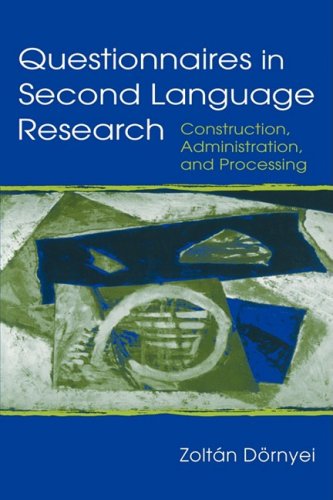 Questionnaires in
Second Language
Research
Construction,
Administration,
and Processing
Zoltán Dörnyei